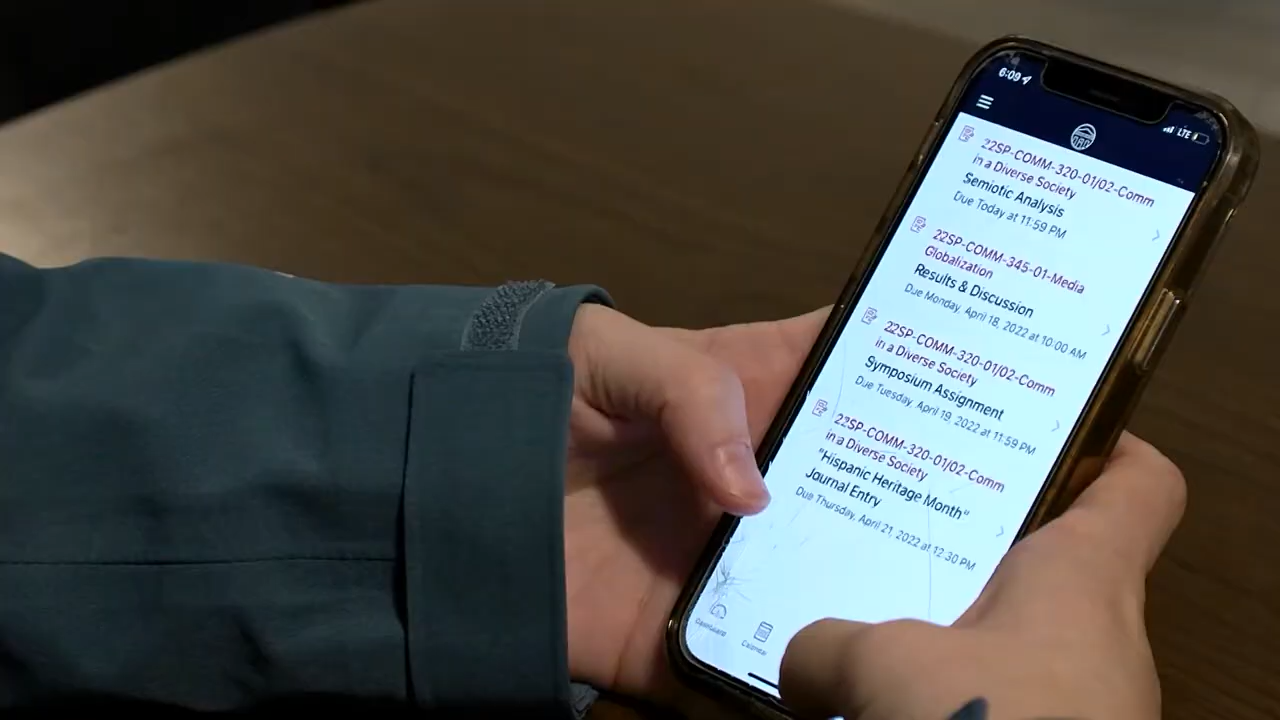 6:09
LTE
22SP-COMM-320-01/02-Comm
in a Diverse Society
Semiotic Analysis
Due Today at 11:59 PM
22SP-COMM-345-01-Media
Globalization
Results & Discussion
Due Monday, April 18, 2022 at 10:00 AM
22SP-COMM-320-01/02-Comm
in a Diverse Society
Symposium Assignment
Due Tuesday, April 19, 2022 at 11:59 PM
22SP-COMM-320-01/02-Comm
in a Diverse Society
"Hispanic Heritage Month"
Journal Entry
Due Thursday, April 21, 2022 at 12:30 PM
Dashboard
Calendar